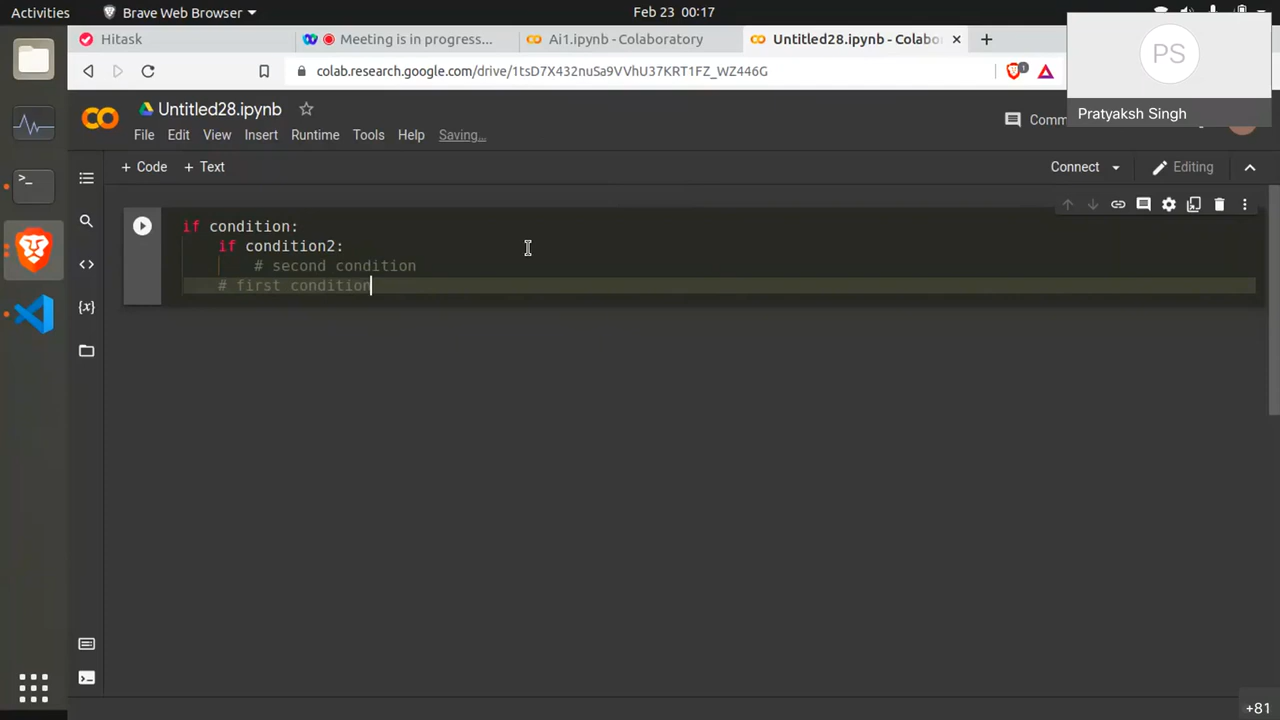 Activities
Brave Web Browser
Feb 23 00:17
Hitask
Meeting is in progress...
Ai1.ipynb - Colaboratory
Untitled28.ipynb - Colabo
colab.research.google.com/drive/1tsD7X432nuSa9VVhU37KRT1FZ_WZ446G
1
PS
Pratyaksh Singh
Untitled28.ipynb
Comm
File Edit View Insert Runtime Tools Help Saving...
+ Code + Text
Connect
Editing
if condition:
    if condition2:
        # second condition
    # first condition
{x}
+81